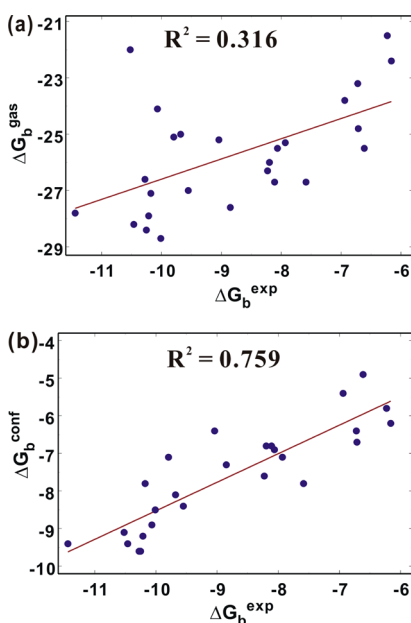 (a)
R² = 0.316
-21
-23
-25
-27
-29
ΔG_b^gas
-11 -10 -9 -8 -7 -6
ΔG_b^exp
(b)
R² = 0.759
-4
-5
-6
-7
-8
-9
-10
ΔG_b^conf
-11 -10 -9 -8 -7 -6
ΔG_b^exp